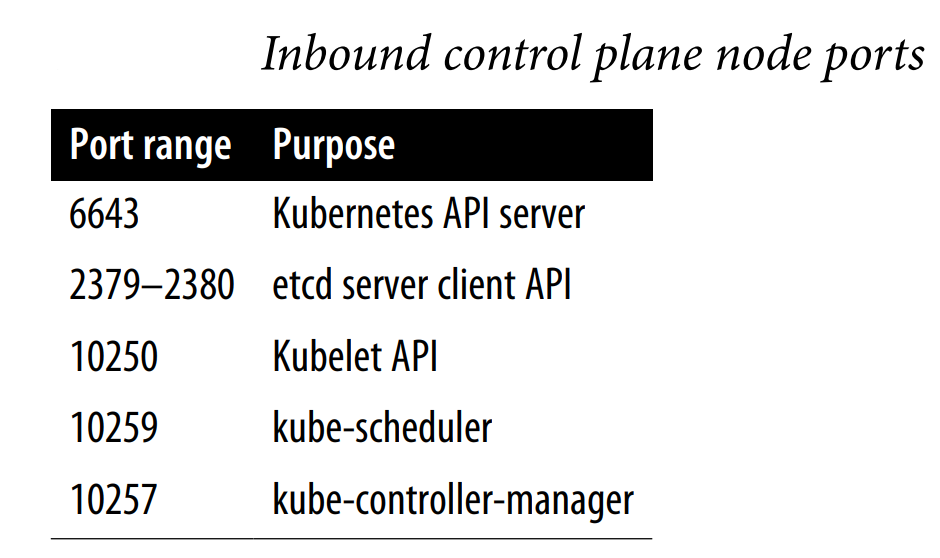 Inbound control plane node ports
Port range Purpose
6643 Kubernetes API server
2379–2380 etcd server client API
10250 Kubelet API
10259 kube-scheduler
10257 kube-controller-manager